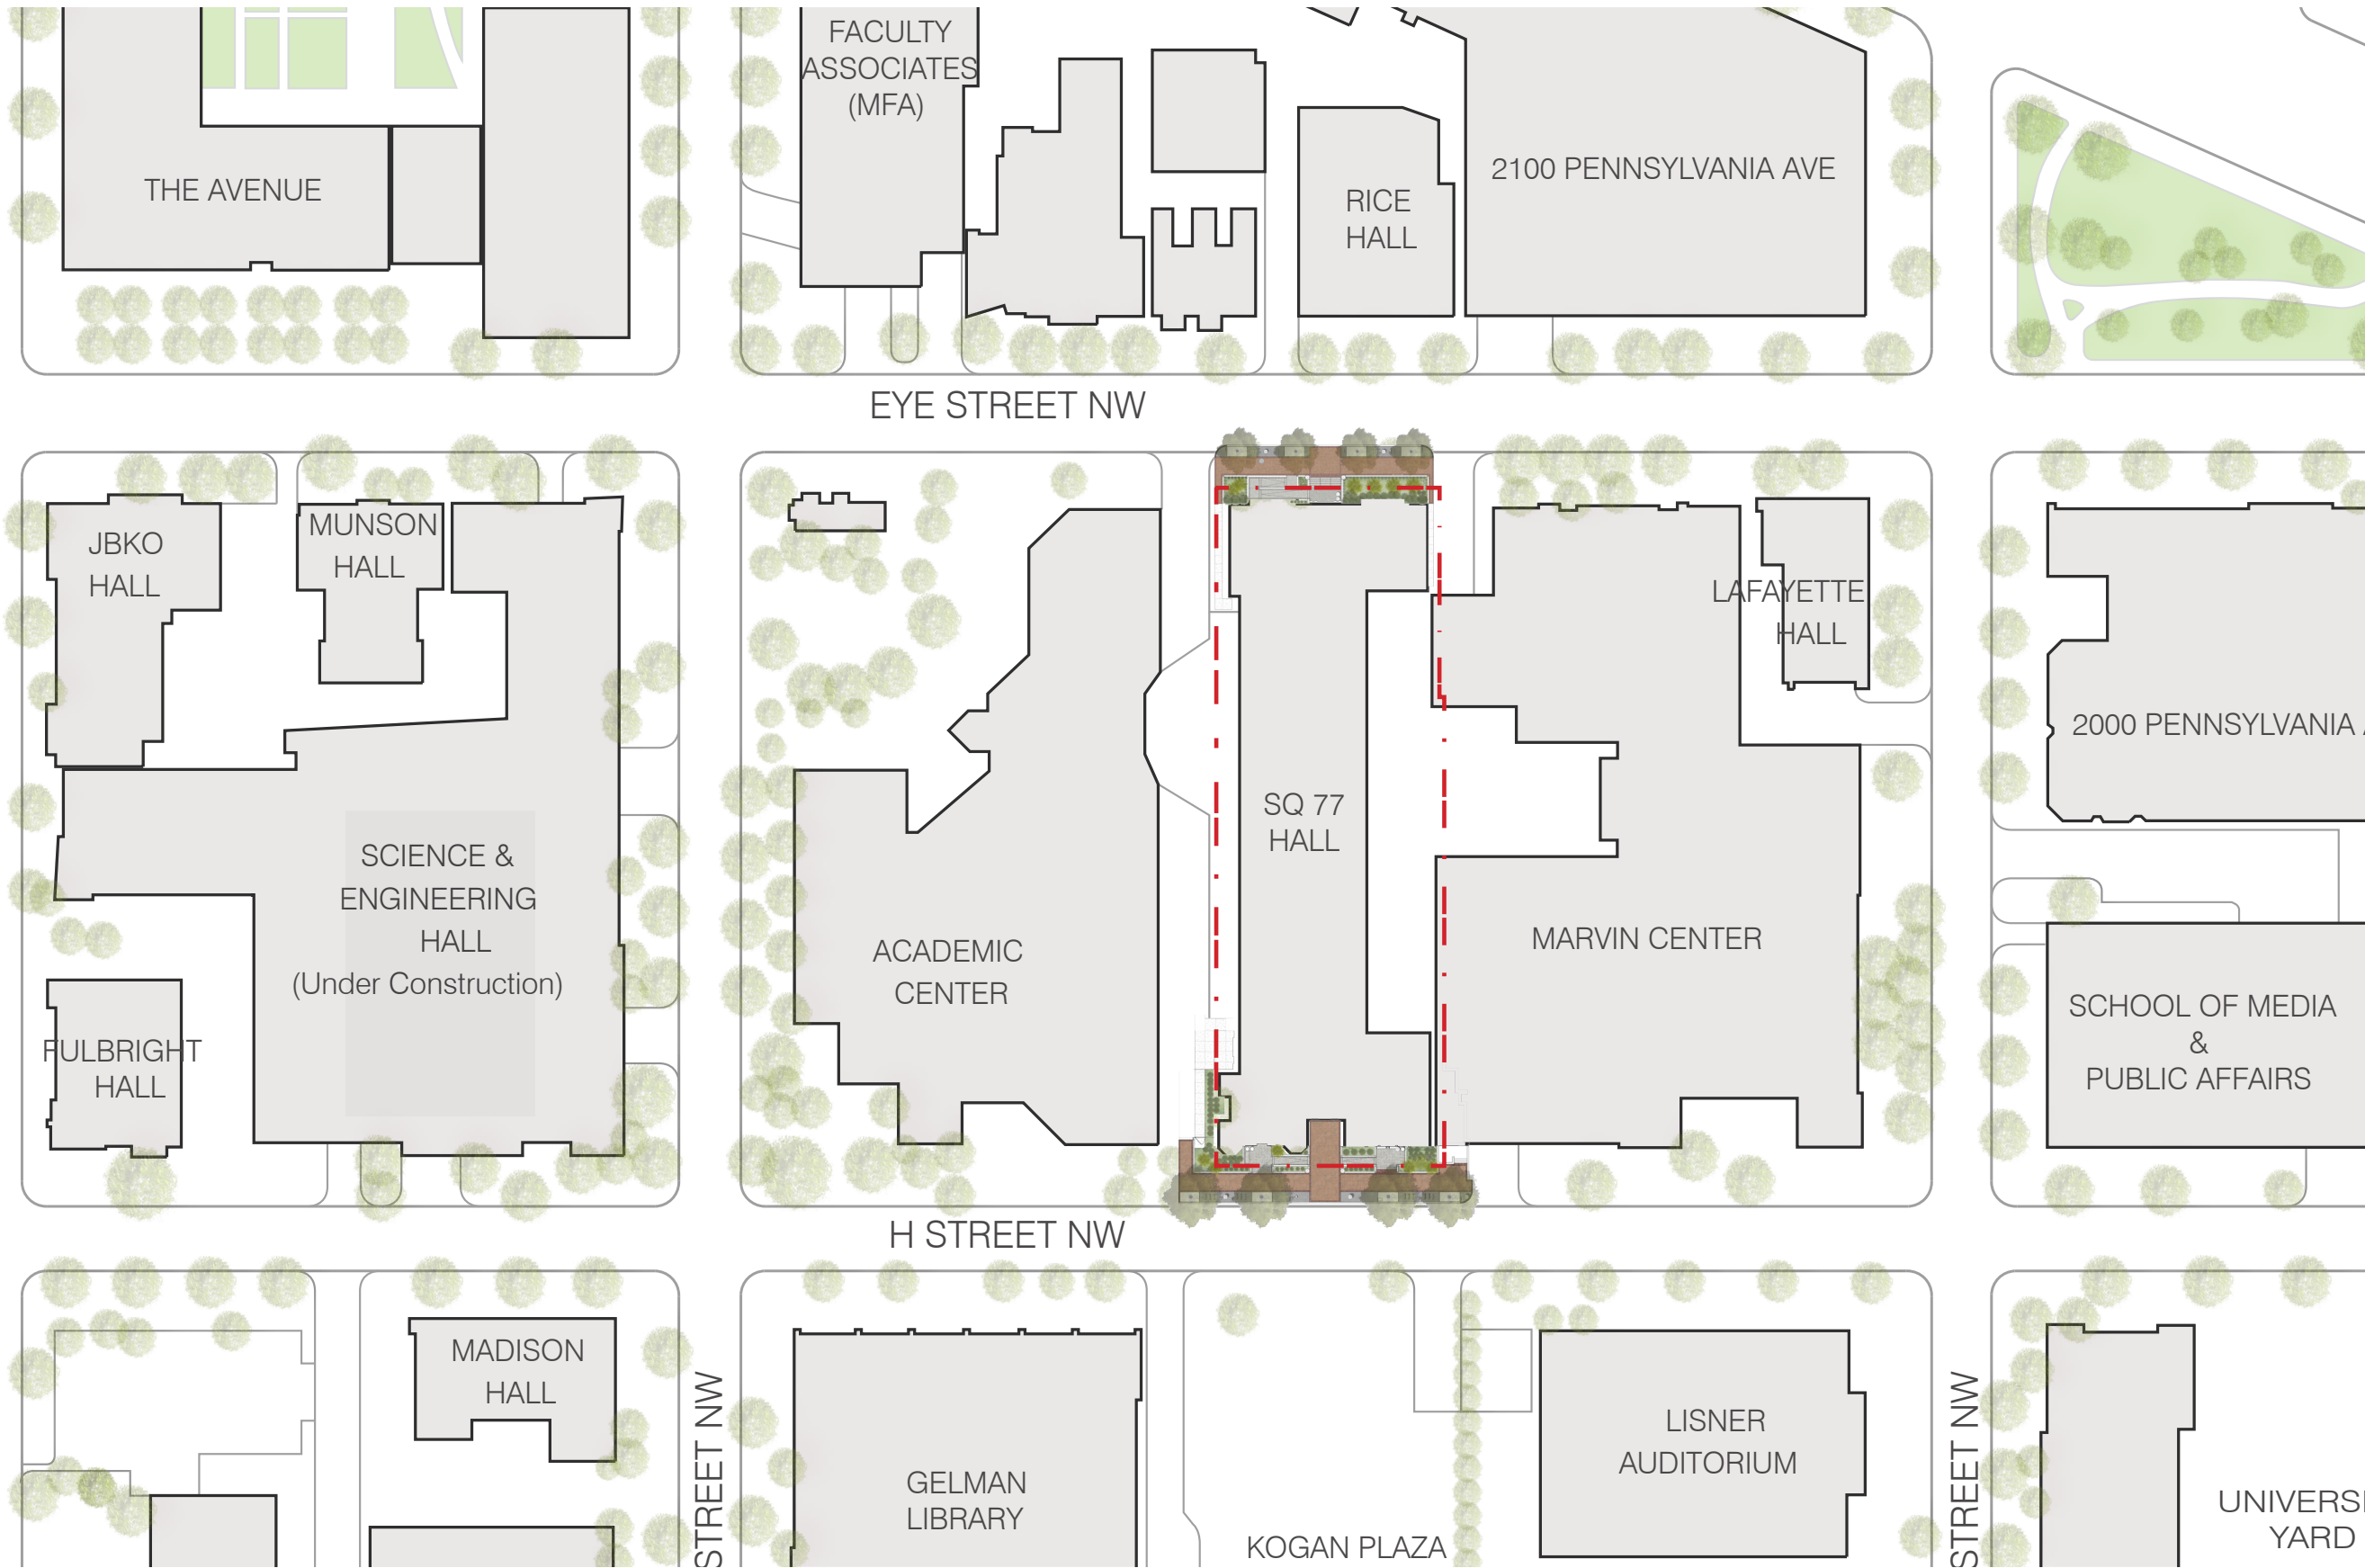 FACULTY
ASSOCIATES
(MFA)
THE AVENUE
RICE
HALL
2100 PENNSYLVANIA AVE
EYE STREET NW
JBKO
HALL
MUNSON
HALL
LAFAYETTE
HALL
2000 PENNSYLVANIA
SQ 77
HALL
SCIENCE &
ENGINEERING
HALL
(Under Construction)
ACADEMIC
CENTER
MARVIN CENTER
SCHOOL OF MEDIA
&
PUBLIC AFFAIRS
FULBRIGHT
HALL
H STREET NW
MADISON
HALL
STREET NW
GELMAN
LIBRARY
KOGAN PLAZA
LISNER
AUDITORIUM
STREET NW
UNIVERSI
YARD